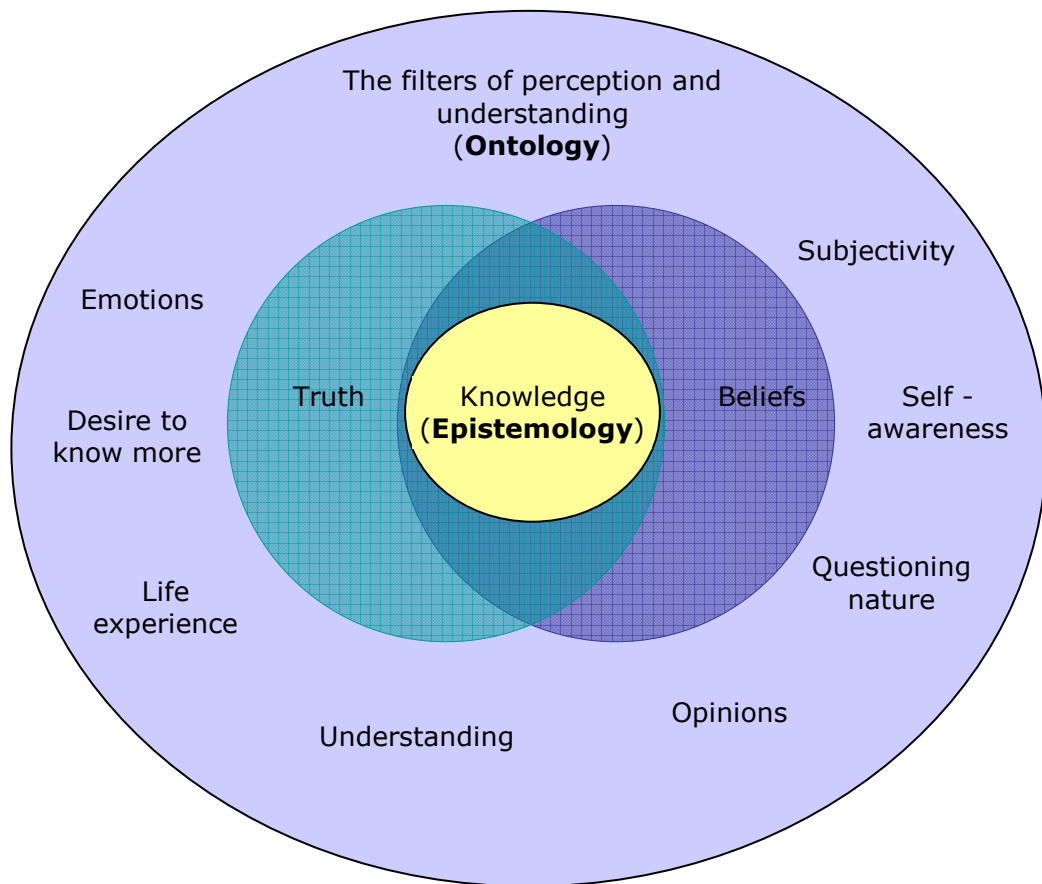 The filters of perception and
understanding
(Ontology)
Subjectivity
Emotions
Truth
Knowledge
(Epistemology)
Beliefs
Self -
awareness
Desire to
know more
Questioning
nature
Life
experience
Opinions
Understanding